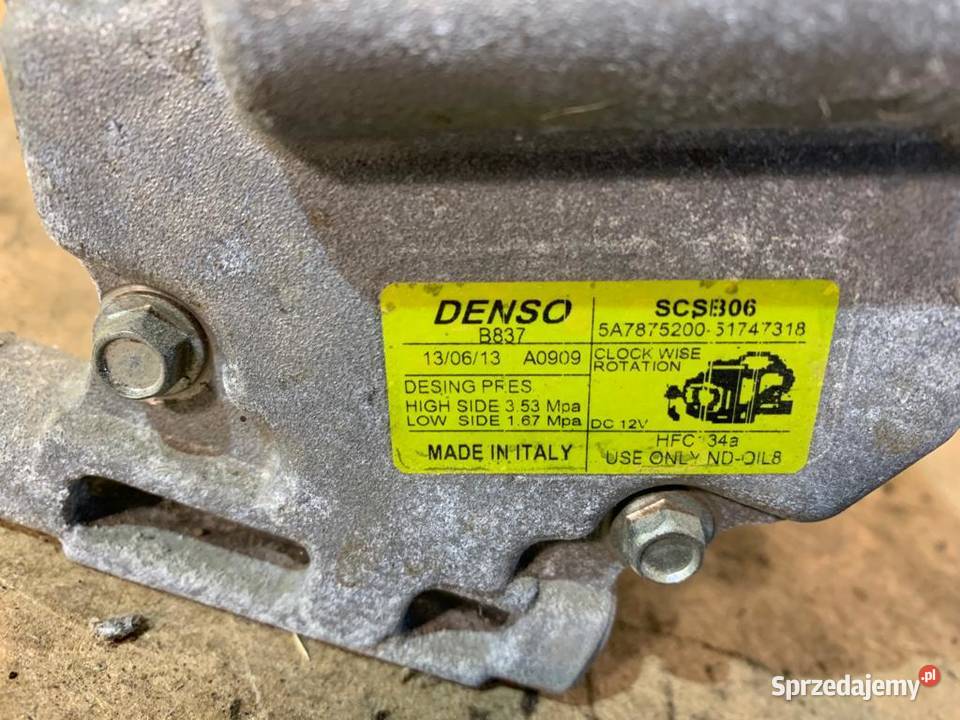 DENSO
B837
SCSB06
5A7875200-51747318
13/06/13 A0909
CLOCK WISE
ROTATION
DESING PRES
HIGH SIDE 3.53 Mpa
LOW SIDE 1.67 Mpa
DC 12V
MADE IN ITALY
HFC 34a
USE ONLY ND-OIL8
Sprzedajemy.pl